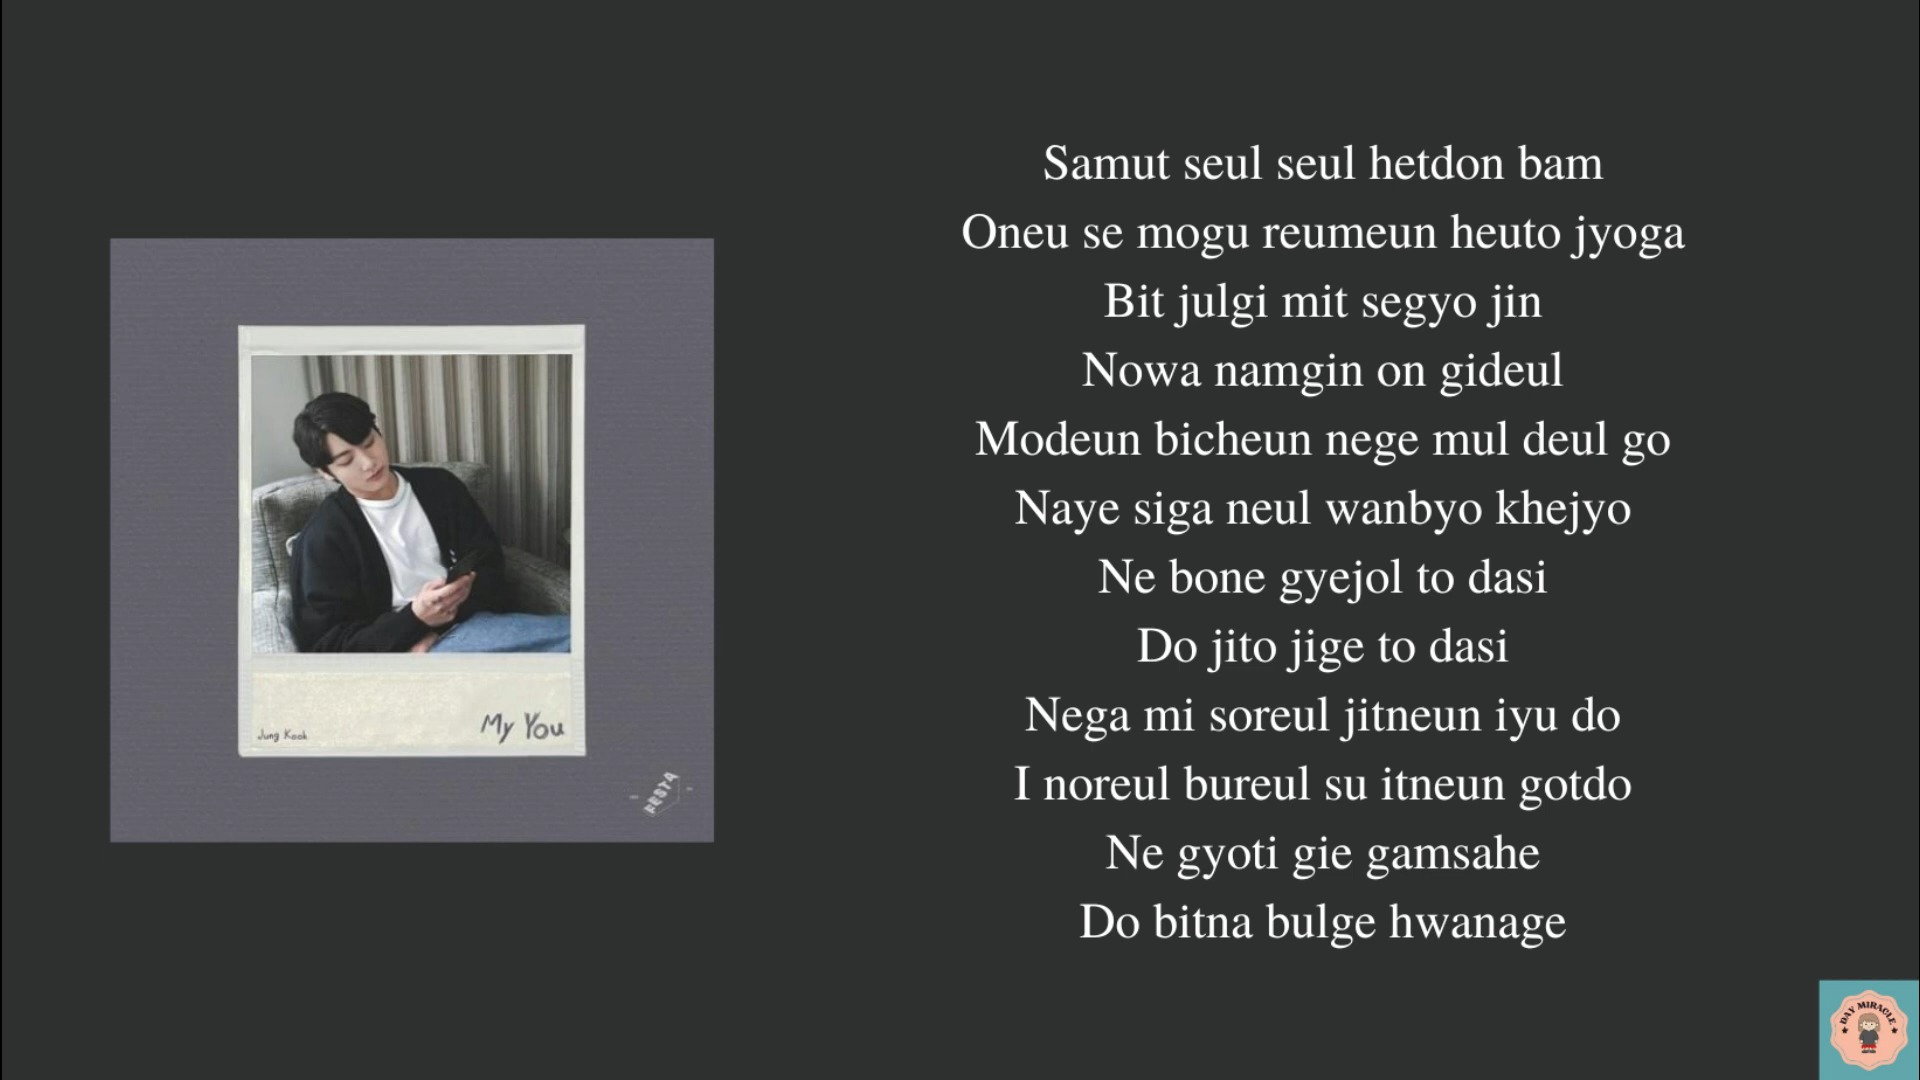 Samut seul seul hetdon bam
Oneu se mogu reumeun heuto jyoga
Bit julgi mit segyo jin
Nowa namgin on gideul
Modeun bicheun nege mul deul go
Naye siga neul wanbyo khejyo
Ne bone gyejol to dasi
Do jito jige to dasi
Nega mi soreul jitneun iyu do
I noreul bureul su itneun gotdo
Ne gyoti gie gamsahe
Do bitna bulge hwanage
My You
Jung Kook
FESTA
DAY MIRACLE